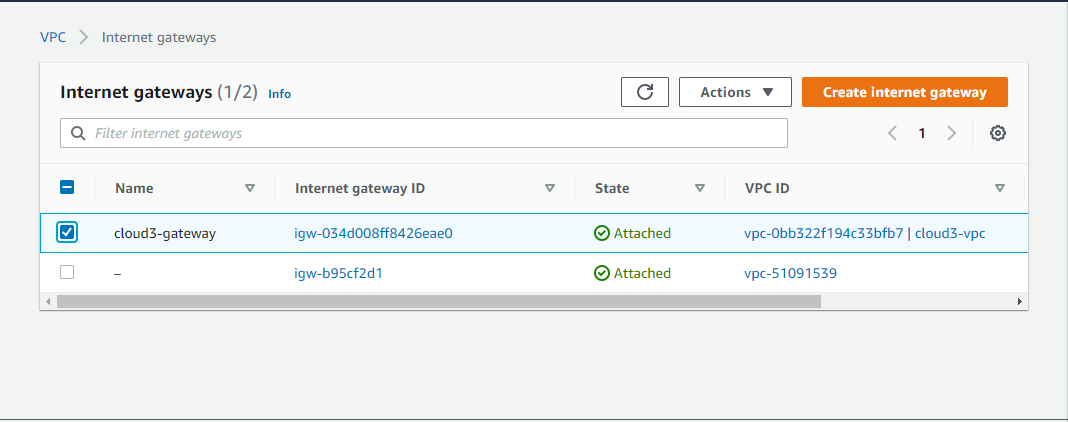 VPC Internet gateways
Internet gateways (1/2) Info Actions Create internet gateway
Filter internet gateways 1
Name Internet gateway ID State VPC ID
cloud3-gateway igw-034d008ff8426eae0 Attached vpc-0bb322f194c33bfb7 | cloud3-vpc
– igw-b95cf2d1 Attached vpc-51091539